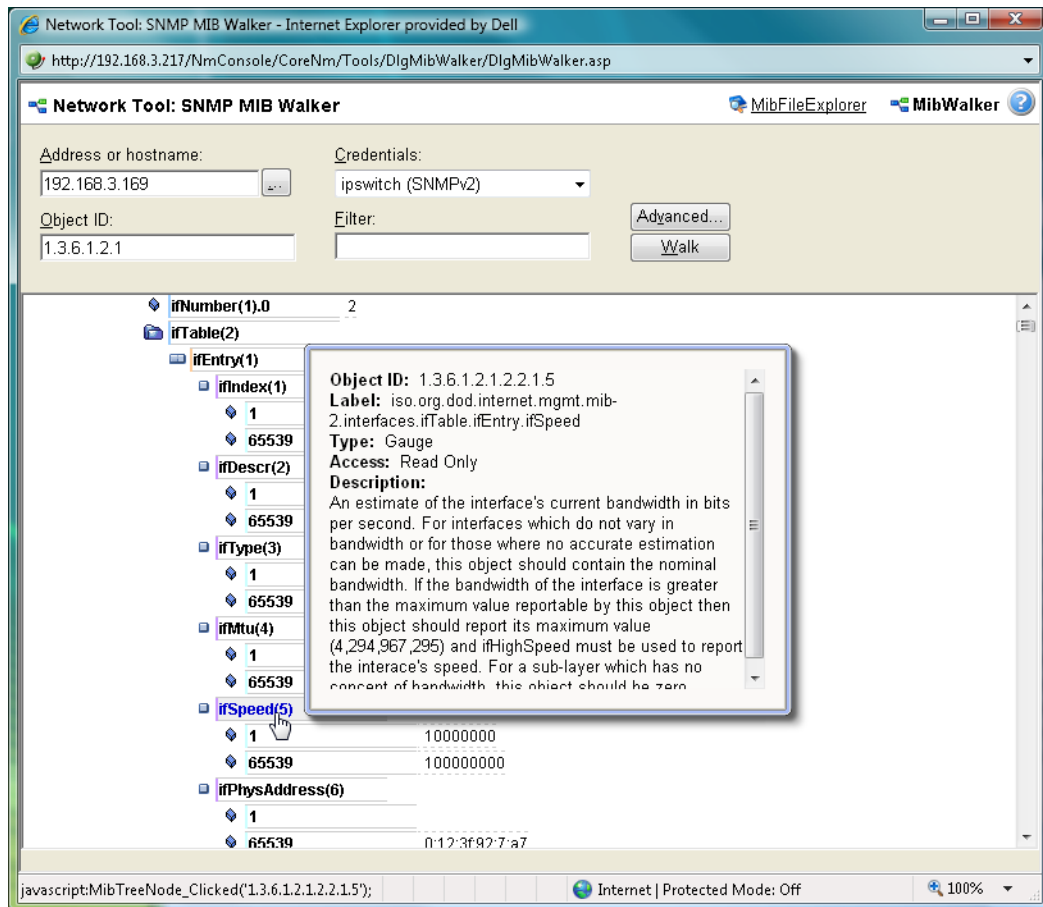 Network Tool: SNMP MIB Walker - Internet Explorer provided by Dell
http://192.168.3.217/NmConsole/CoreNm/Tools/DlgMibWalker/DlgMibWalker.asp
Network Tool: SNMP MIB Walker
MibFileExplorer
MibWalker
Address or hostname:
Credentials:
192.168.3.169
...
ipswitch (SNMPv2)
Object ID:
Filter:
Advanced...
1.3.6.1.2.1
Walk
ifNumber(1).0 2
ifTable(2)
ifEntry(1)
ifIndex(1)
1
65539
ifDescr(2)
1
65539
ifType(3)
1
65539
ifMtu(4)
1
65539
ifSpeed(5)
1 10000000
65539 100000000
ifPhysAddress(6)
1
65539 0:12:3f:92:7:a7
Object ID: 1.3.6.1.2.1.2.2.1.5
Label: iso.org.dod.internet.mgmt.mib-
2.interfaces.ifTable.ifEntry.ifSpeed
Type: Gauge
Access: Read Only
Description:
An estimate of the interface's current bandwidth in bits
per second. For interfaces which do not vary in
bandwidth or for those where no accurate estimation
can be made, this object should contain the nominal
bandwidth. If the bandwidth of the interface is greater
than the maximum value reportable by this object then
this object should report its maximum value
(4,294,967,295) and ifHighSpeed must be used to report
the interace's speed. For a sub-layer which has no
concept of bandwidth, this object should be zero
javascript:MibTreeNode_Clicked('1.3.6.1.2.1.2.2.1.5');
Internet | Protected Mode: Off
100%